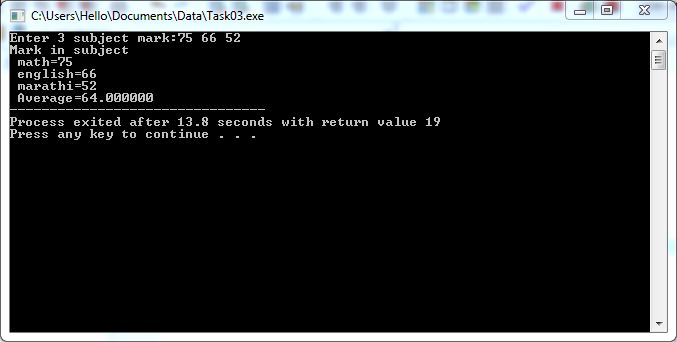 C:\Users\Hello\Documents\Data\Task03.exe
Enter 3 subject mark:75 66 52
Mark in subject
 math=75
 english=66
 marathi=52
 Average=64.000000
--------------------------------
Process exited after 13.8 seconds with return value 19
Press any key to continue . . .